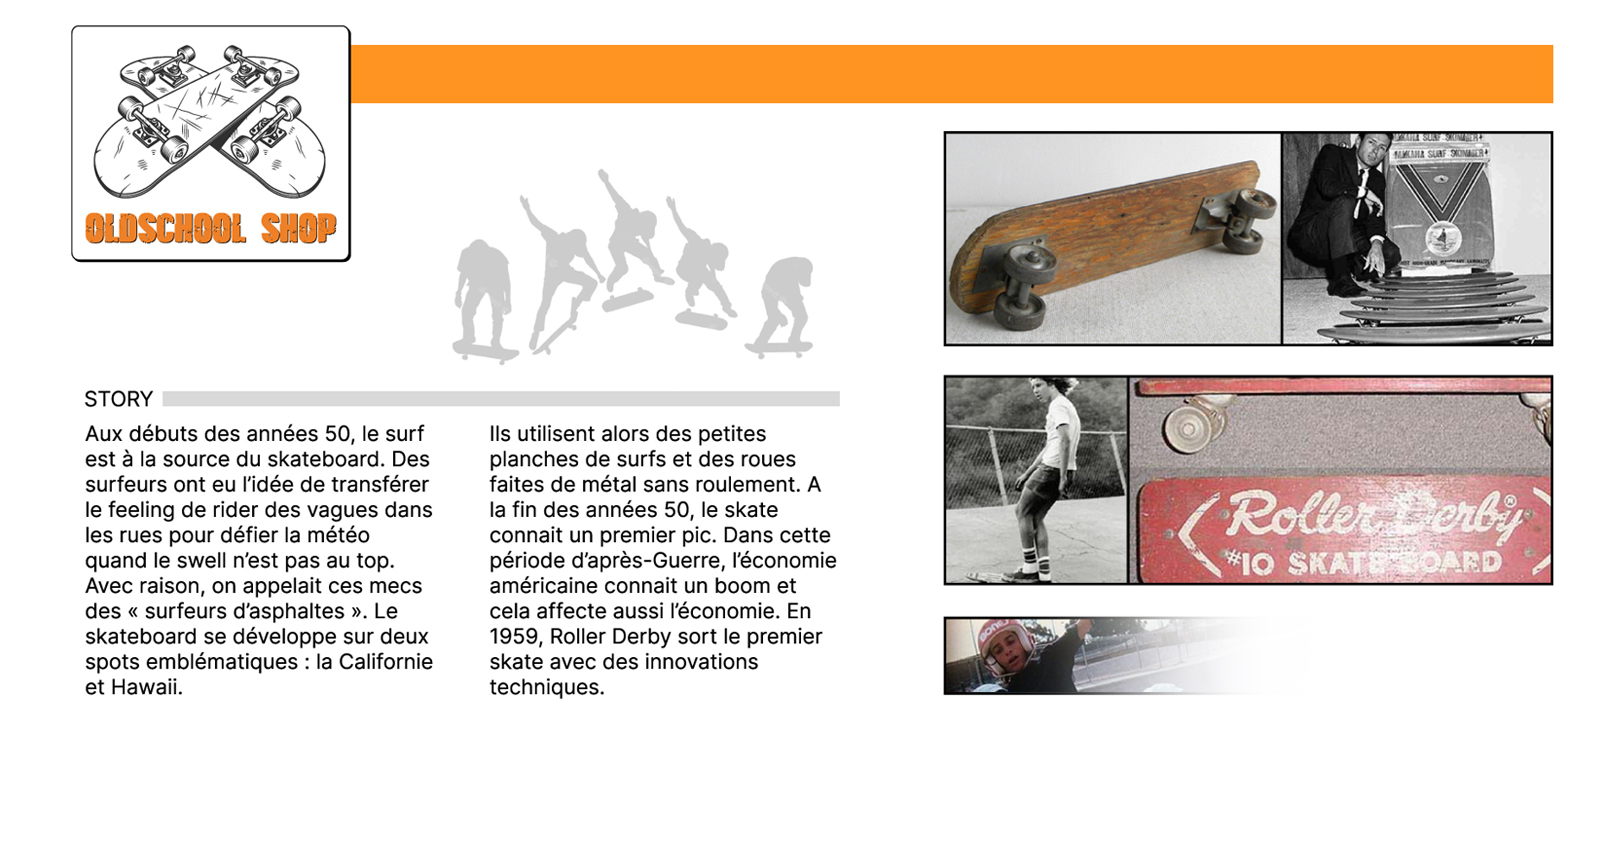 OLDSCHOOL SHOP
STORY
Aux débuts des années 50, le surf
est à la source du skateboard. Des
surfeurs ont eu l’idée de transférer
le feeling de rider des vagues dans
les rues pour défier la météo
quand le swell n’est pas au top.
Avec raison, on appelait ces mecs
des « surfeurs d’asphaltes ». Le
skateboard se développe sur deux
spots emblématiques : la Californie
et Hawaii.
Ils utilisent alors des petites
planches de surfs et des roues
faites de métal sans roulement. A
la fin des années 50, le skate
connait un premier pic. Dans cette
période d’après-Guerre, l’économie
américaine connait un boom et
cela affecte aussi l’économie. En
1959, Roller Derby sort le premier
skate avec des innovations
techniques.
MAKAHA SURF SKIMMER
Roller Derby®
#10 SKATEBOARD
BONES